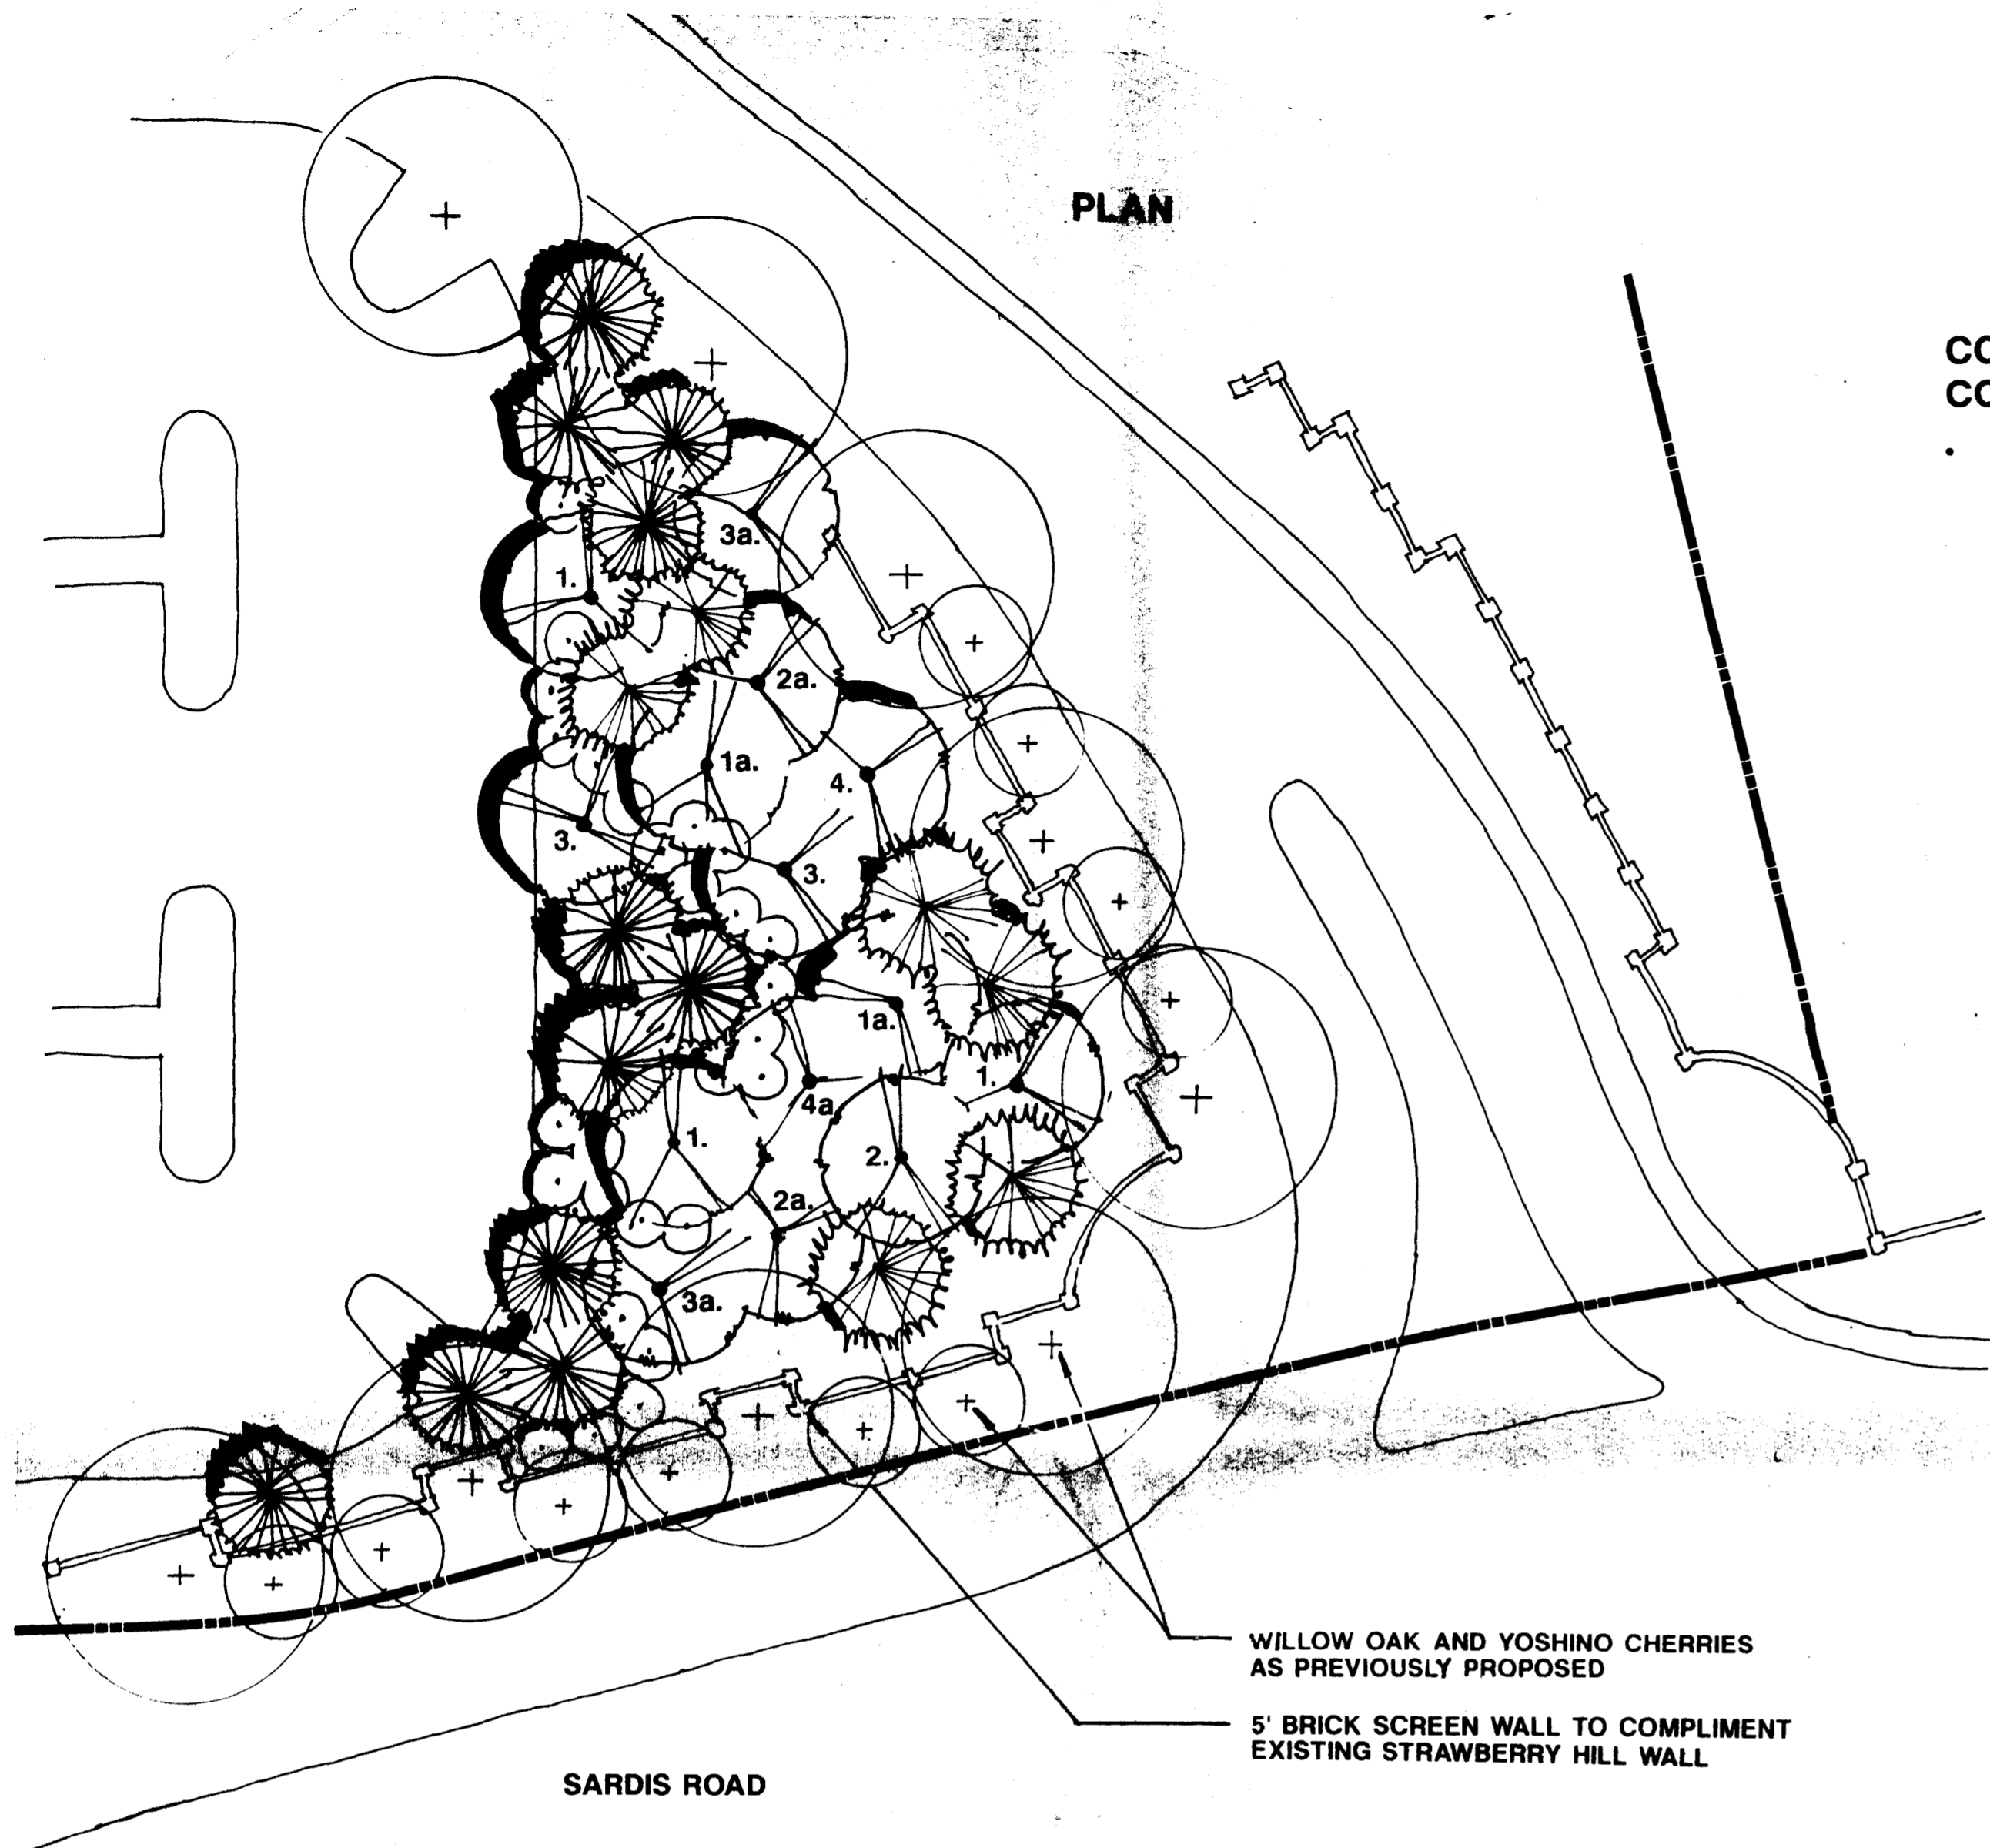 PLAN
CO
CO
3a.
1.
2a.
1a.
4.
3.
3.
1a.
1.
4a.
1.
2.
2a.
3a.
WILLOW OAK AND YOSHINO CHERRIES
AS PREVIOUSLY PROPOSED
5' BRICK SCREEN WALL TO COMPLIMENT
EXISTING STRAWBERRY HILL WALL
SARDIS ROAD